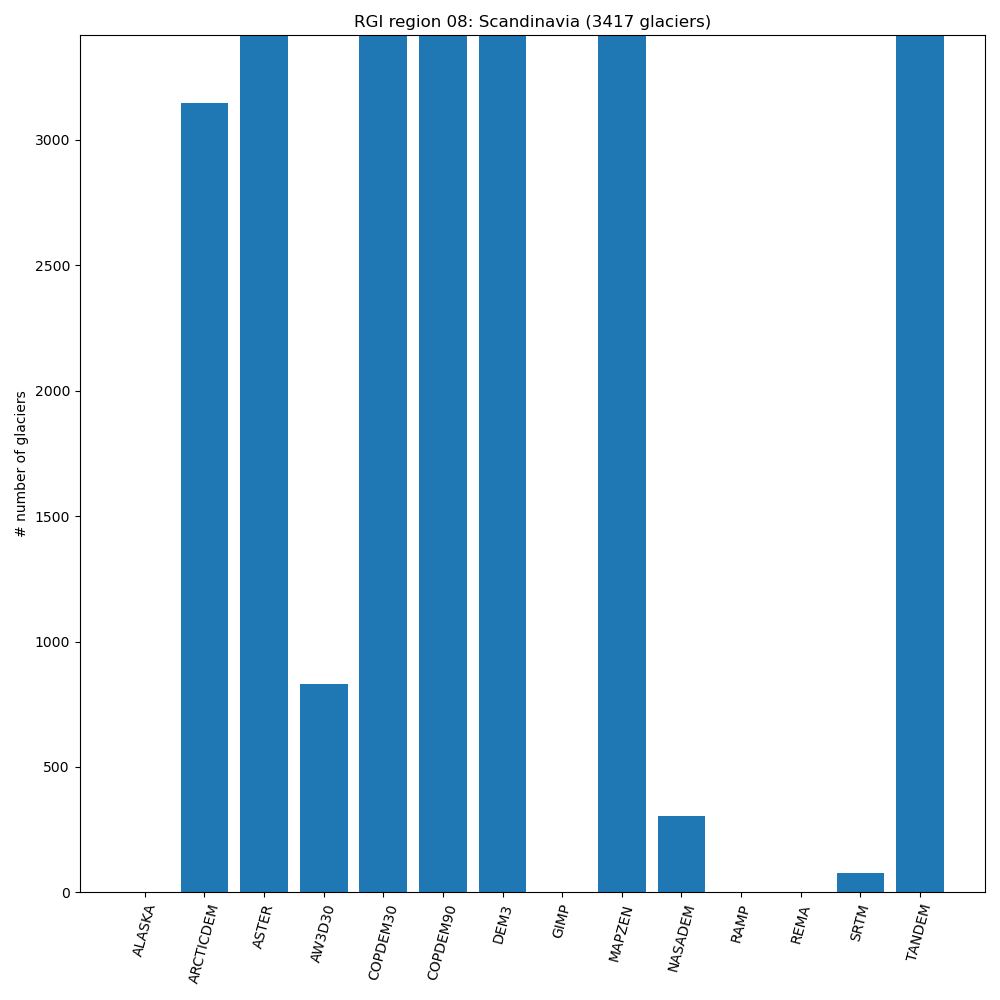 RGI region 08: Scandinavia (3417 glaciers)
# number of glaciers
3000
2500
2000
1500
1000
500
0
ALASKA
ARCTICDEM
ASTER
AW3D30
COPDEM30
COPDEM90
DEM3
GIMP
MAPZEN
NASADEM
RAMP
REMA
SRTM
TANDEM